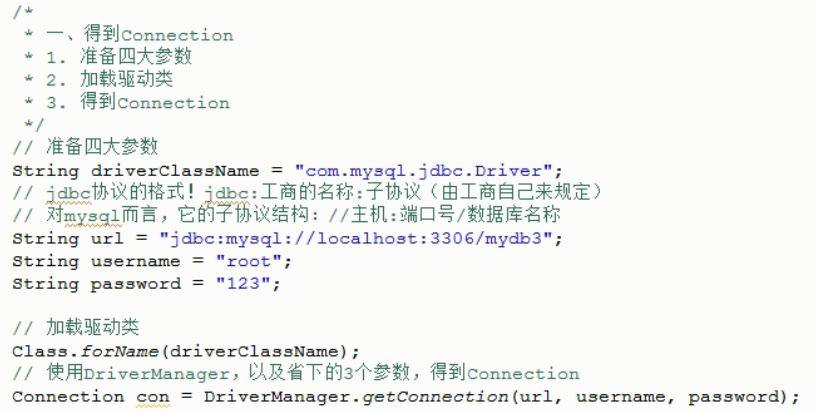 /*
 * 一、得到Connection
 * 1. 准备四大参数
 * 2. 加载驱动类
 * 3. 得到Connection
 */
// 准备四大参数
String driverClassName = "com.mysql.jdbc.Driver";
// jdbc协议的格式！jdbc:工商的名称:子协议（由工商自己来规定）
// 对mysql而言，它的子协议结构：//主机:端口号/数据库名称
String url = "jdbc:mysql://localhost:3306/mydb3";
String username = "root";
String password = "123";
// 加载驱动类
Class.forName(driverClassName);
// 使用DriverManager，以及省下的3个参数，得到Connection
Connection con = DriverManager.getConnection(url, username, password);